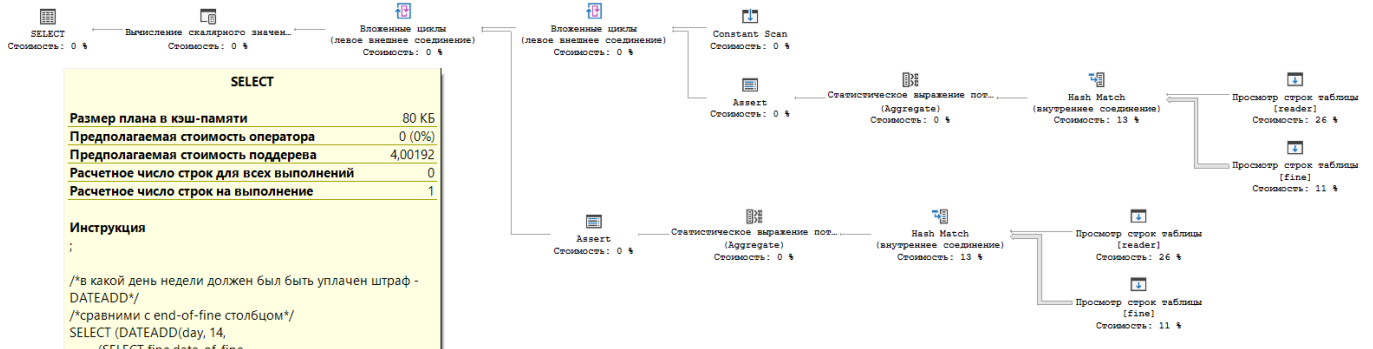 SELECT
Стоимость: 0 %
Вычисление скалярного значен…
Стоимость: 0 %
Вложенные циклы
(левое внешнее соединение)
Стоимость: 0 %
Вложенные циклы
(левое внешнее соединение)
Стоимость: 0 %
Constant Scan
Стоимость: 0 %
Assert
Стоимость: 0 %
Статистическое выражение пот…
(Aggregate)
Стоимость: 0 %
Hash Match
(внутреннее соединение)
Стоимость: 13 %
Просмотр строк таблицы
[reader]
Стоимость: 26 %
Просмотр строк таблицы
[fine]
Стоимость: 11 %
Assert
Стоимость: 0 %
Статистическое выражение пот…
(Aggregate)
Стоимость: 0 %
Hash Match
(внутреннее соединение)
Стоимость: 13 %
Просмотр строк таблицы
[reader]
Стоимость: 26 %
Просмотр строк таблицы
[fine]
Стоимость: 11 %
SELECT
Размер плана в кэш-памяти 80 КБ
Предполагаемая стоимость оператора 0 (0%)
Предполагаемая стоимость поддерева 4,00192
Расчетное число строк для всех выполнений 0
Расчетное число строк на выполнение 1
Инструкция
;
/*в какой день недели должен был быть уплачен штраф -
DATEADD*/
/*сравними с end-of-fine столбцом*/
SELECT (DATEADD(day, 14,
(SELECT fine.date_of_fine